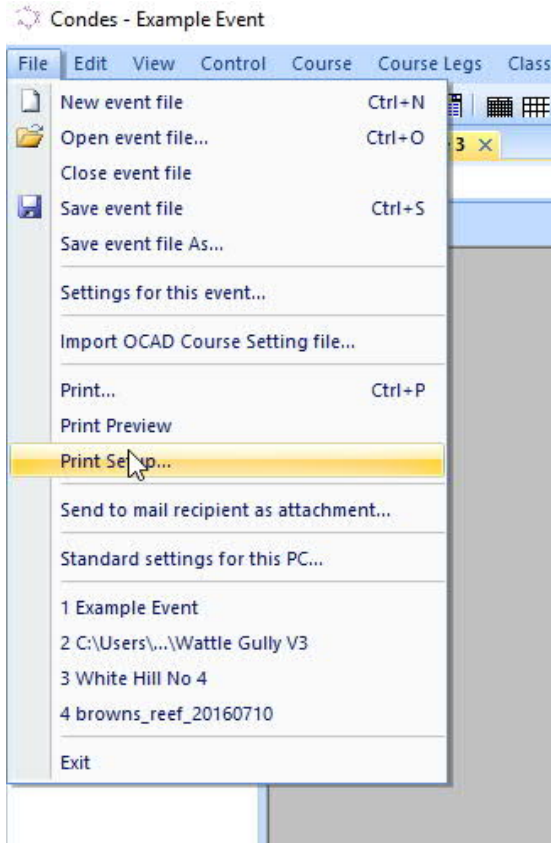 Condes - Example Event
File Edit View Control Course Course Legs Class
New event file Ctrl+N
Open event file... Ctrl+O
3
Close event file
Save event file Ctrl+S
Save event file As...
Settings for this event...
Import OCAD Course Setting file...
Print... Ctrl+P
Print Preview
Print Setup...
Send to mail recipient as attachment...
Standard settings for this PC...
1 Example Event
2 C:\Users\...\Wattle Gully V3
3 White Hill No 4
4 browns_reef_20160710
Exit